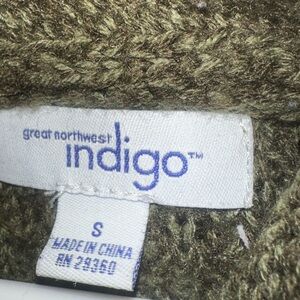 great northwest
indigo™
S
MADE IN CHINA
RN 29360